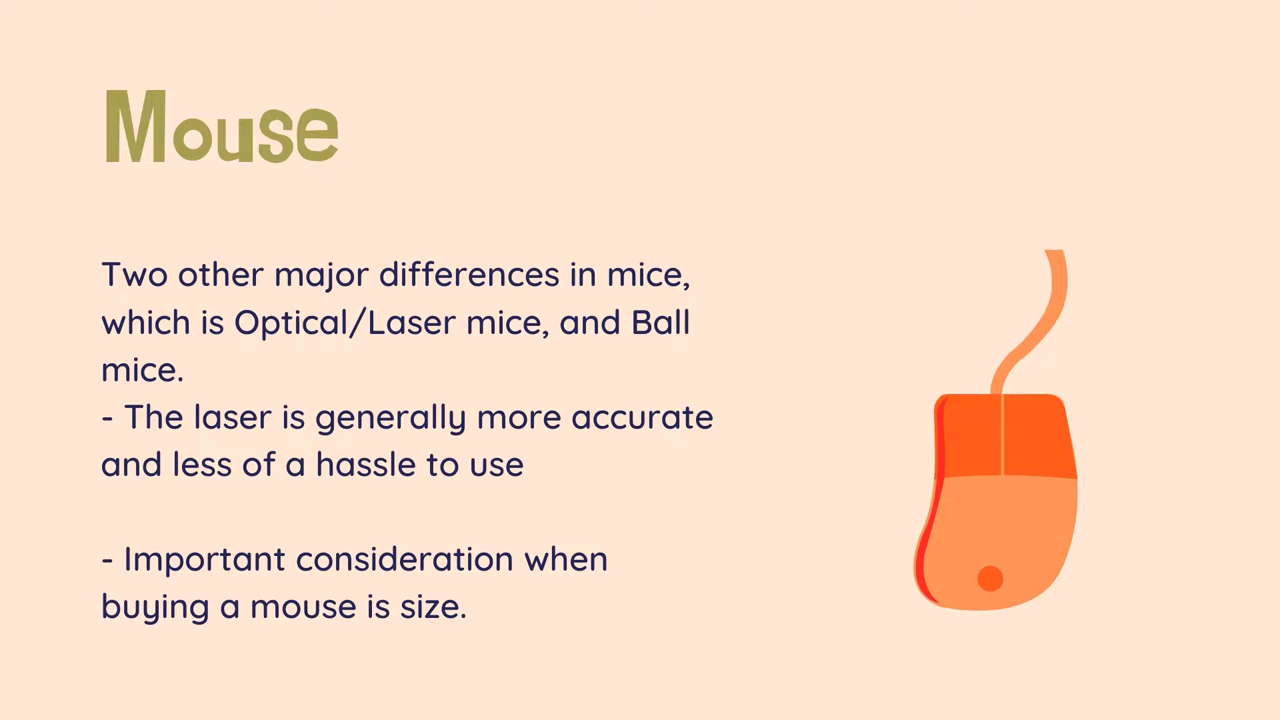 Mouse
Two other major differences in mice,
which is Optical/Laser mice, and Ball
mice.
- The laser is generally more accurate
and less of a hassle to use
- Important consideration when
buying a mouse is size.